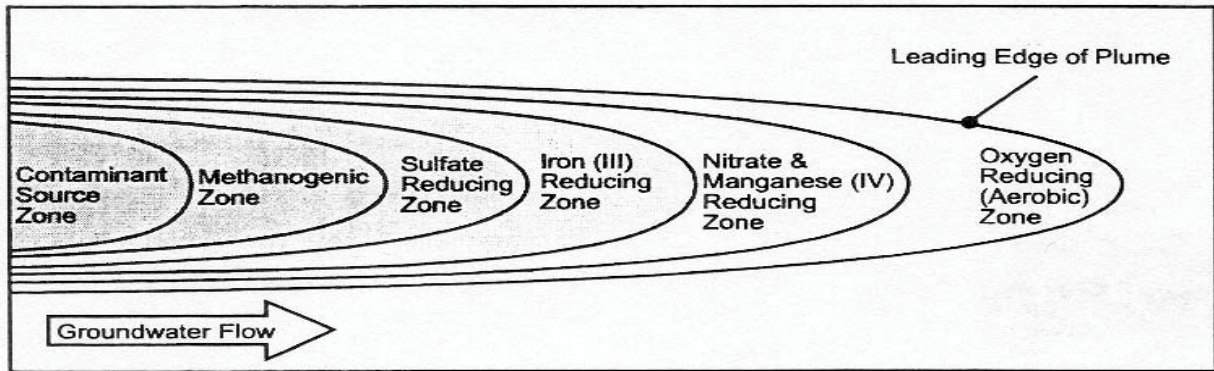 Leading Edge of Plume
Contaminant
Source
Zone
Methanogenic
Zone
Sulfate
Reducing
Zone
Iron (III)
Reducing
Zone
Nitrate &
Manganese (IV)
Reducing
Zone
Oxygen
Reducing
(Aerobic)
Zone
Groundwater Flow